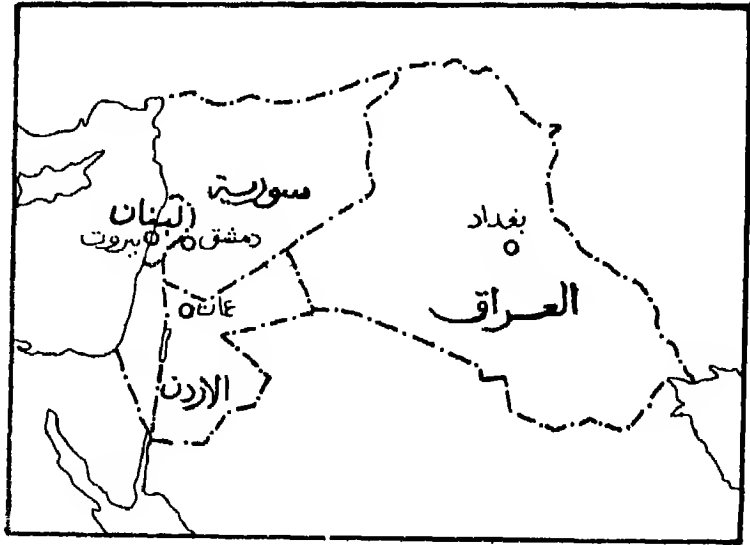 سورية
لبنان
بيروت
دمشق
بغداد
عمان
العراق
الاردن